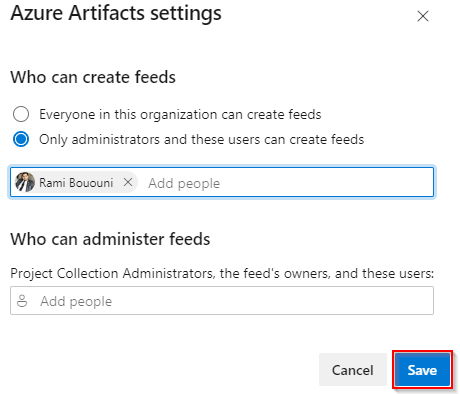 Azure Artifacts settings
Who can create feeds
Everyone in this organization can create feeds
Only administrators and these users can create feeds
Rami Bououni Add people
Who can administer feeds
Project Collection Administrators, the feed's owners, and these users:
Add people
Cancel Save